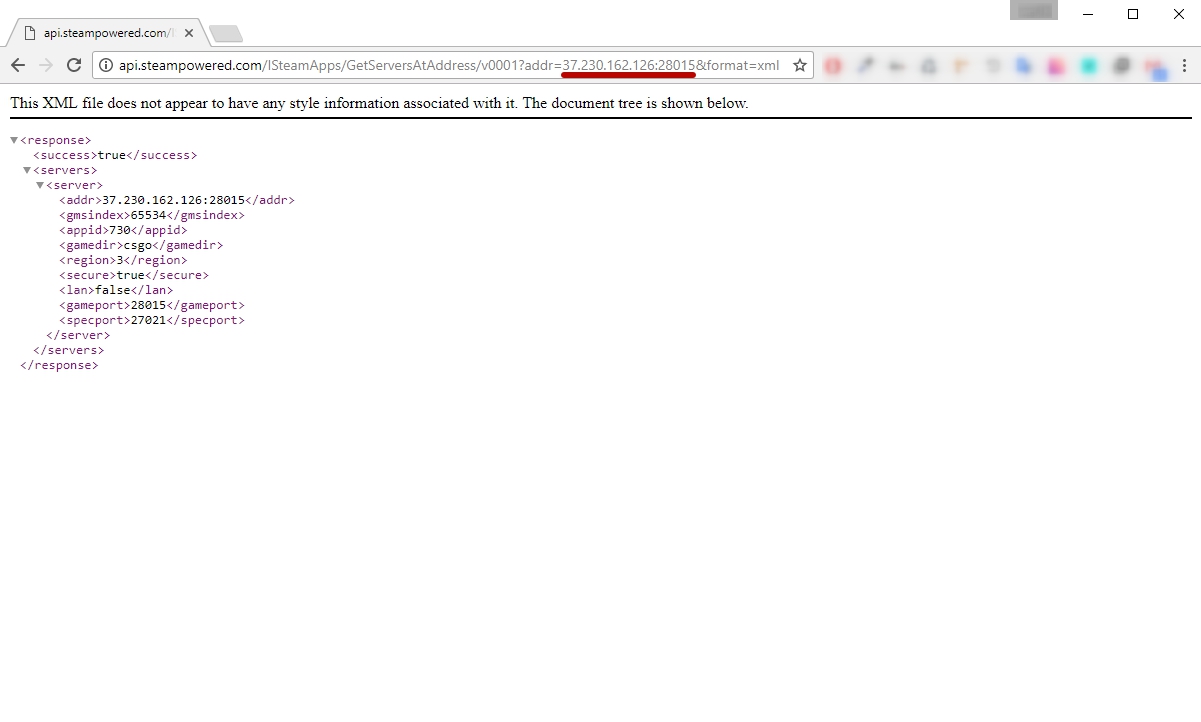 api.steampowered.com/I
api.steampowered.com/ISteamApps/GetServersAtAddress/v0001?addr=37.230.162.126:28015&format=xml
This XML file does not appear to have any style information associated with it. The document tree is shown below.
<response>
<success>true</success>
<servers>
<server>
<addr>37.230.162.126:28015</addr>
<gmsindex>65534</gmsindex>
<appid>730</appid>
<gamedir>csgo</gamedir>
<region>3</region>
<secure>true</secure>
<lan>false</lan>
<gameport>28015</gameport>
<specport>27021</specport>
</server>
</servers>
</response>